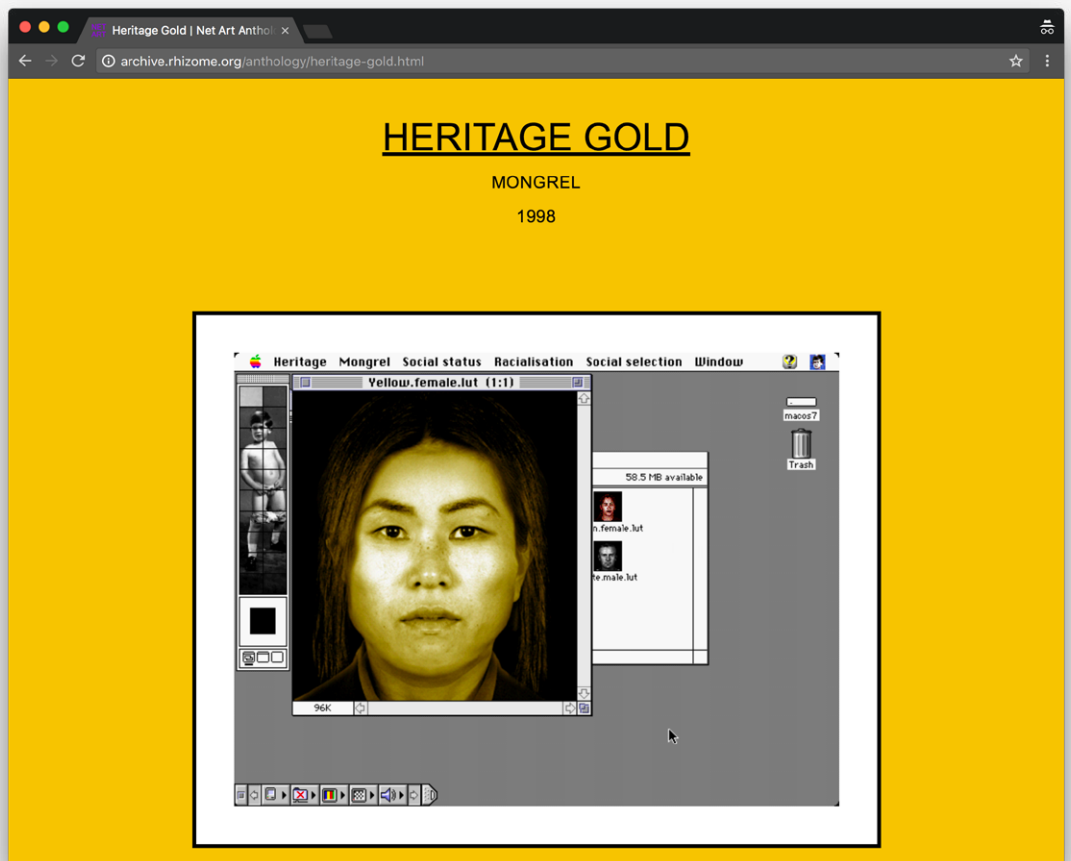 Heritage Gold | Net Art Anthol
archive.rhizome.org/anthology/heritage-gold.html
HERITAGE GOLD
MONGREL
1998
Heritage Mongrel Social status Racialisation Social selection Window
Yellow.female.lut (1:1)
macos7
Trash
58.5 MB available
n.female.lut
te.male.lut
96K